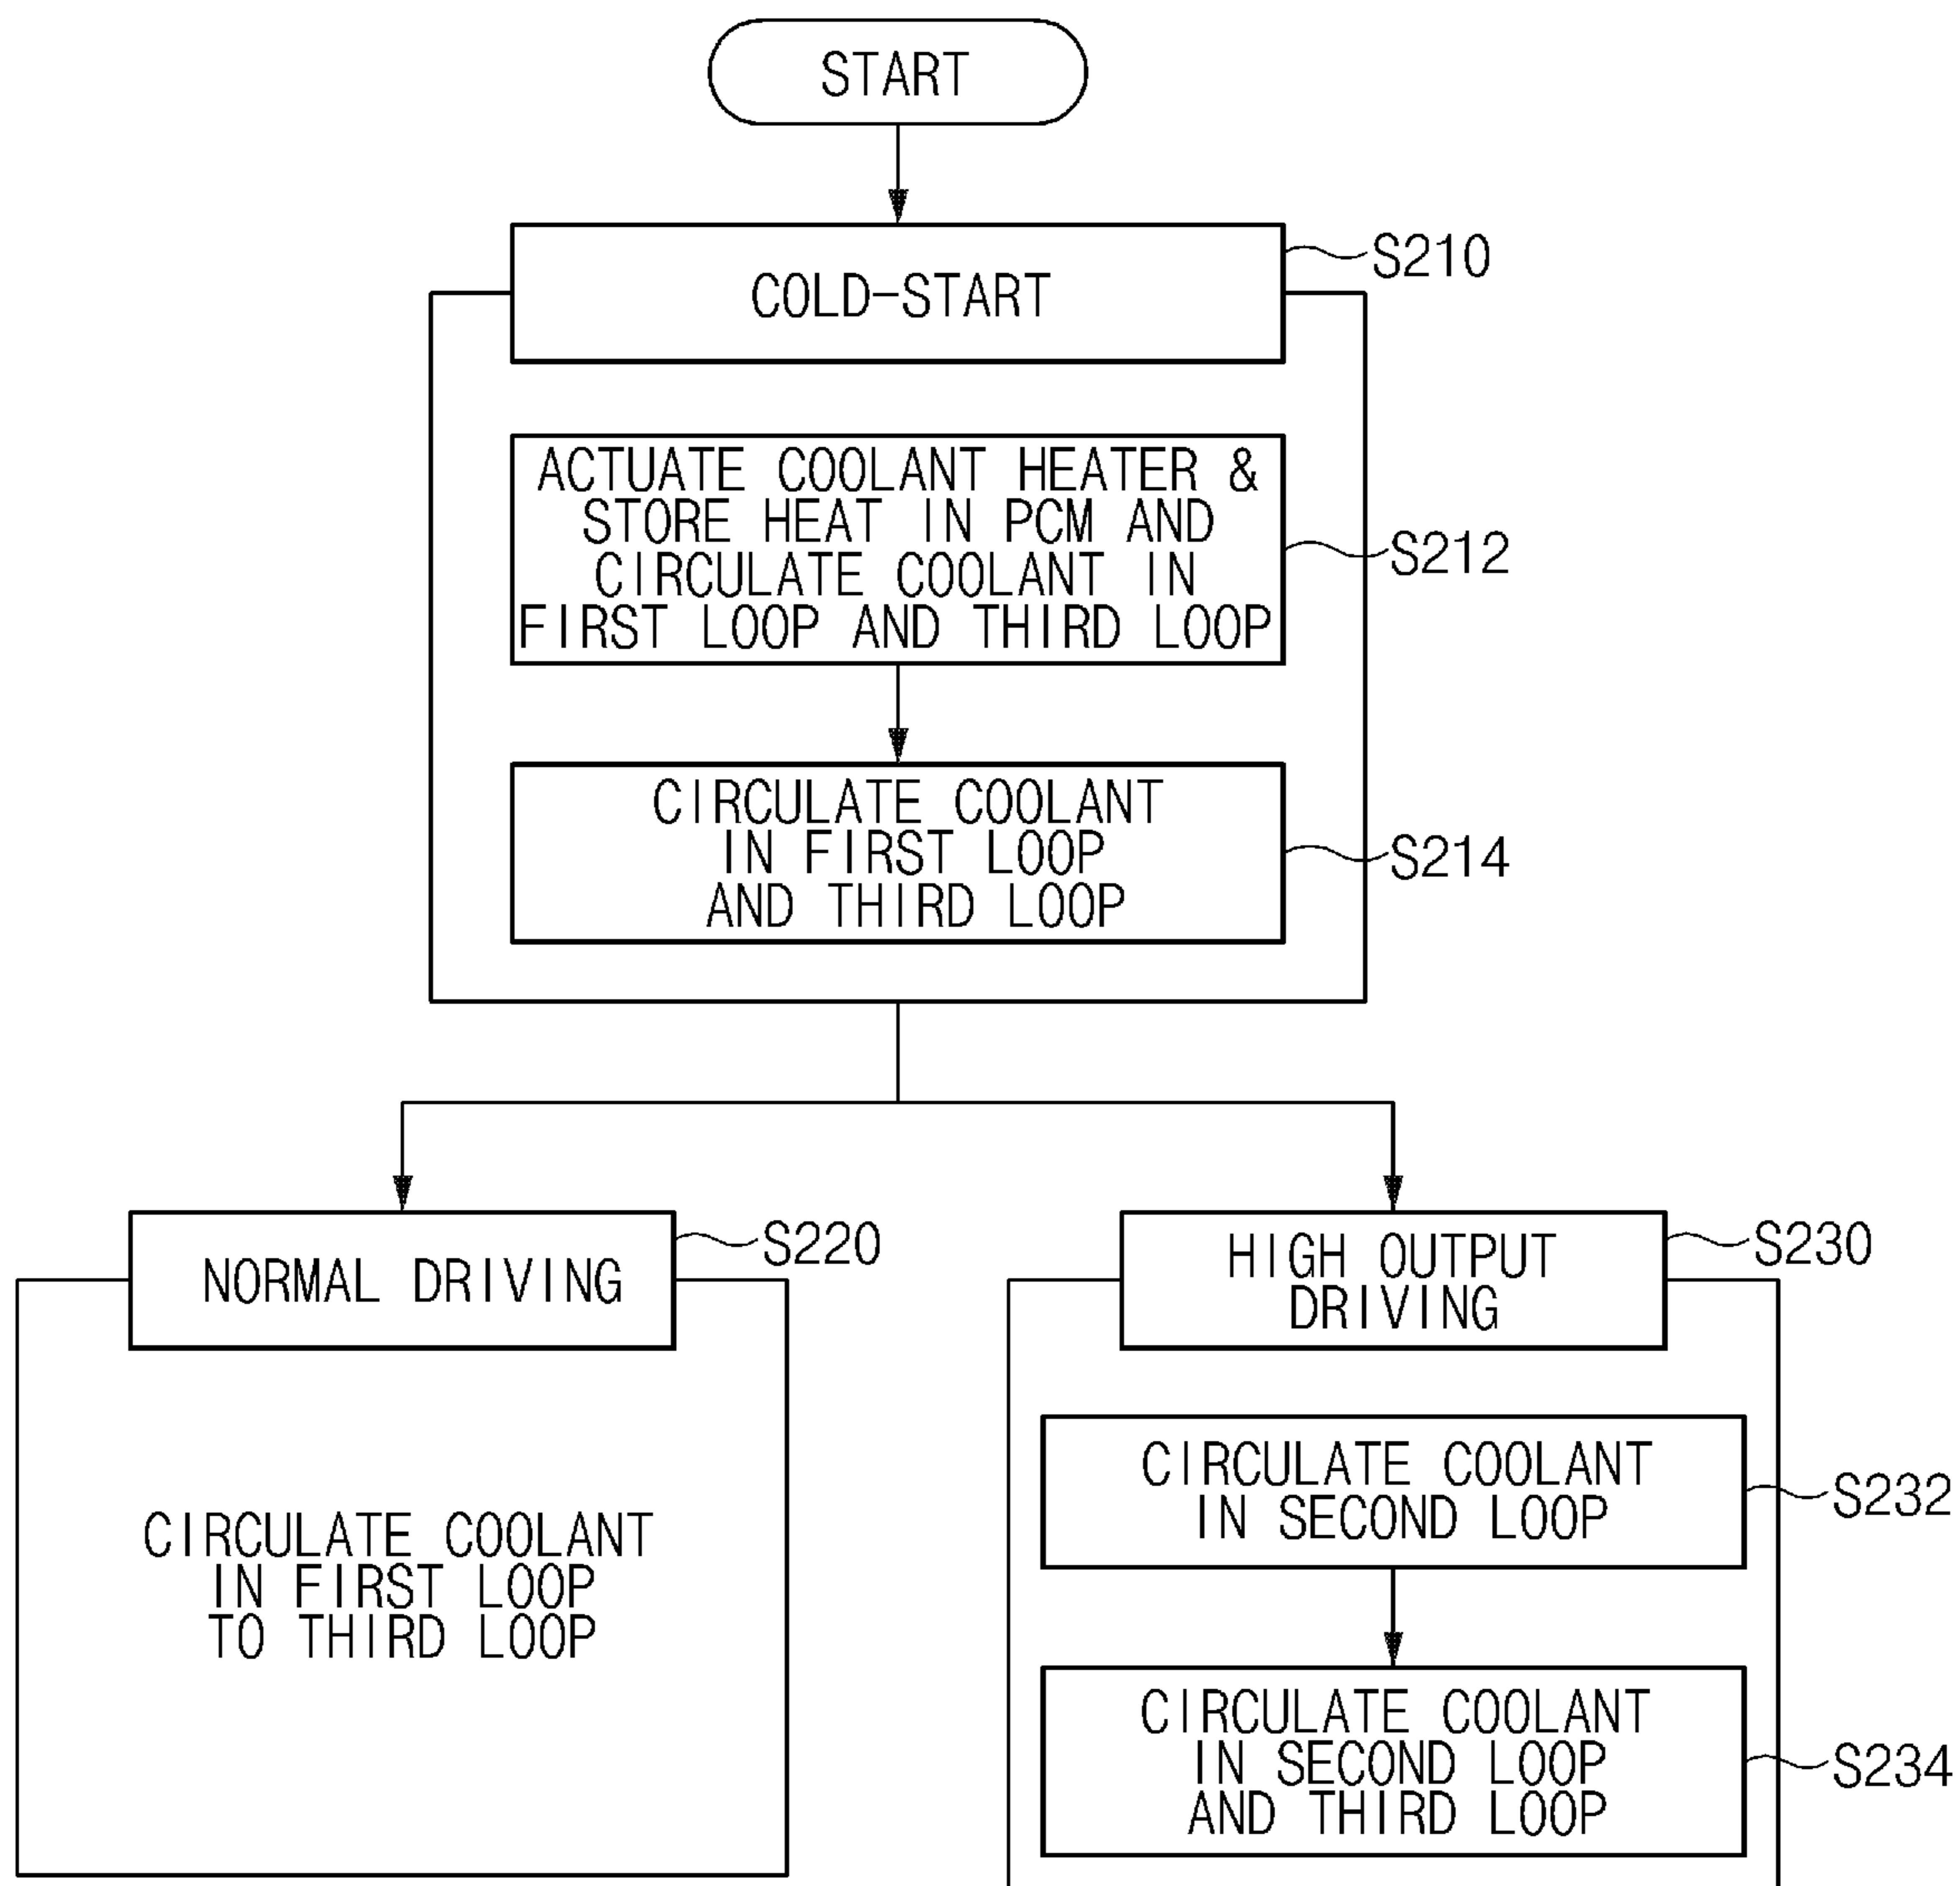 START
S210
COLD-START
ACTUATE COOLANT HEATER &
STORE HEAT IN PCM AND
CIRCULATE COOLANT IN
FIRST LOOP AND THIRD LOOP
S212
CIRCULATE COOLANT
IN FIRST LOOP
AND THIRD LOOP
S214
NORMAL DRIVING
S220
CIRCULATE COOLANT
IN FIRST LOOP
TO THIRD LOOP
HIGH OUTPUT
DRIVING
S230
CIRCULATE COOLANT
IN SECOND LOOP
S232
CIRCULATE COOLANT
IN SECOND LOOP
AND THIRD LOOP
S234